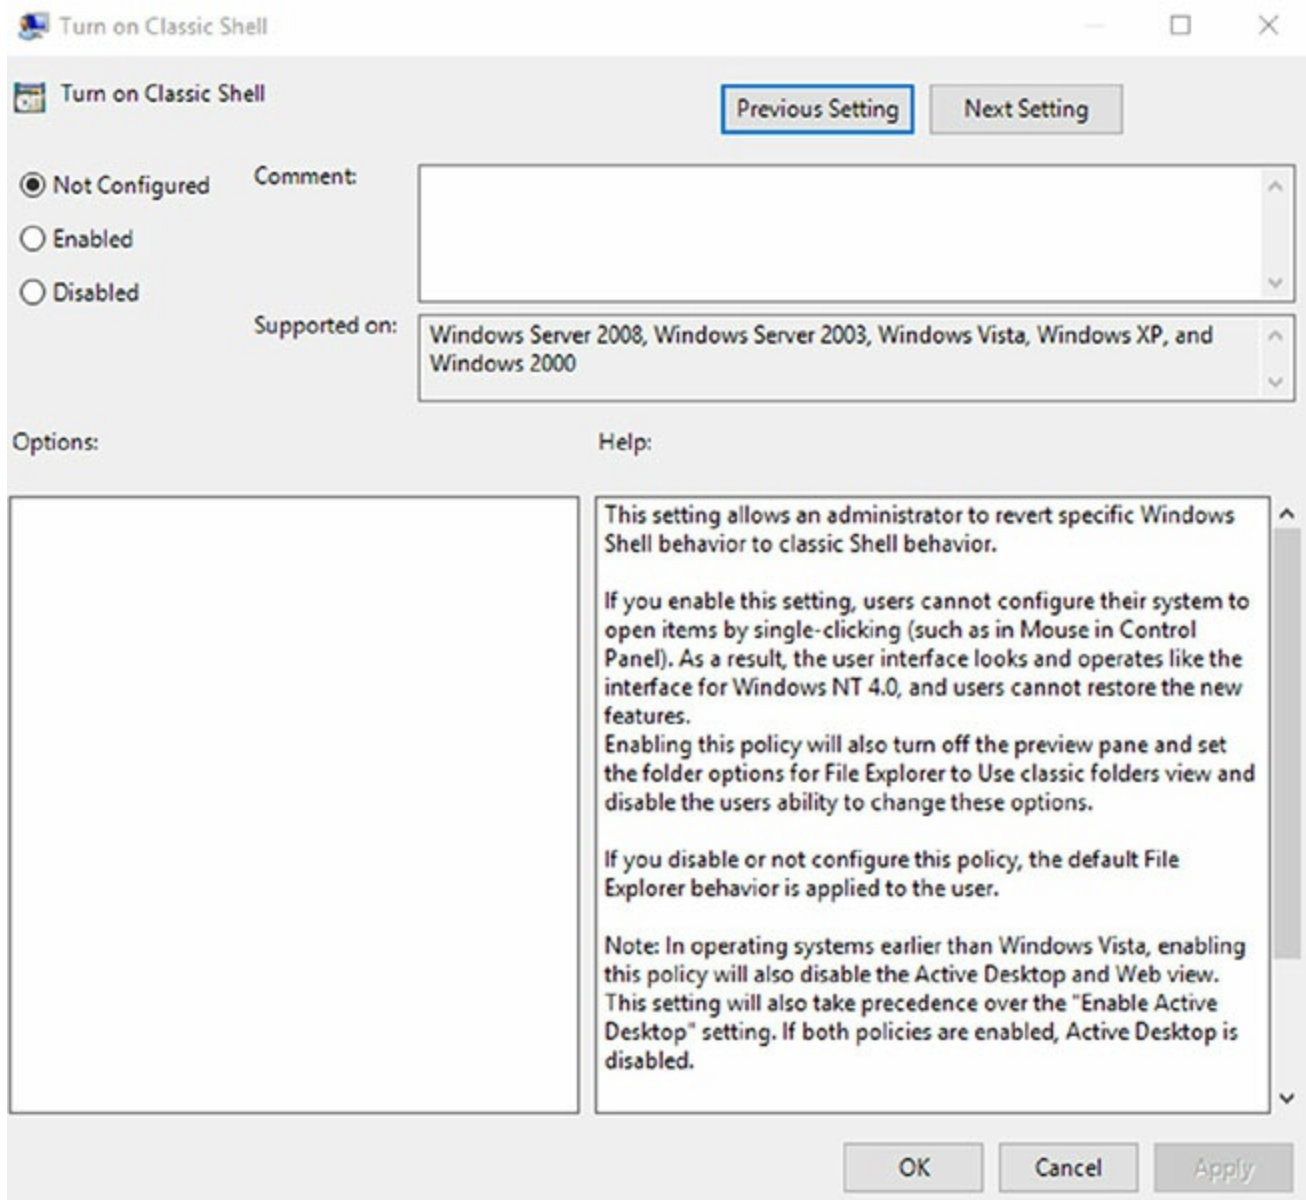 Turn on Classic Shell
Turn on Classic Shell
Previous Setting
Next Setting
Not Configured
Comment:
Enabled
Disabled
Supported on:
Windows Server 2008, Windows Server 2003, Windows Vista, Windows XP, and
Windows 2000
Options:
Help:
This setting allows an administrator to revert specific Windows
Shell behavior to classic Shell behavior.
If you enable this setting, users cannot configure their system to
open items by single-clicking (such as in Mouse in Control
Panel). As a result, the user interface looks and operates like the
interface for Windows NT 4.0, and users cannot restore the new
features.
Enabling this policy will also turn off the preview pane and set
the folder options for File Explorer to Use classic folders view and
disable the users ability to change these options.
If you disable or not configure this policy, the default File
Explorer behavior is applied to the user.
Note: In operating systems earlier than Windows Vista, enabling
this policy will also disable the Active Desktop and Web view.
This setting will also take precedence over the "Enable Active
Desktop" setting. If both policies are enabled, Active Desktop is
disabled.
OK
Cancel
Apply